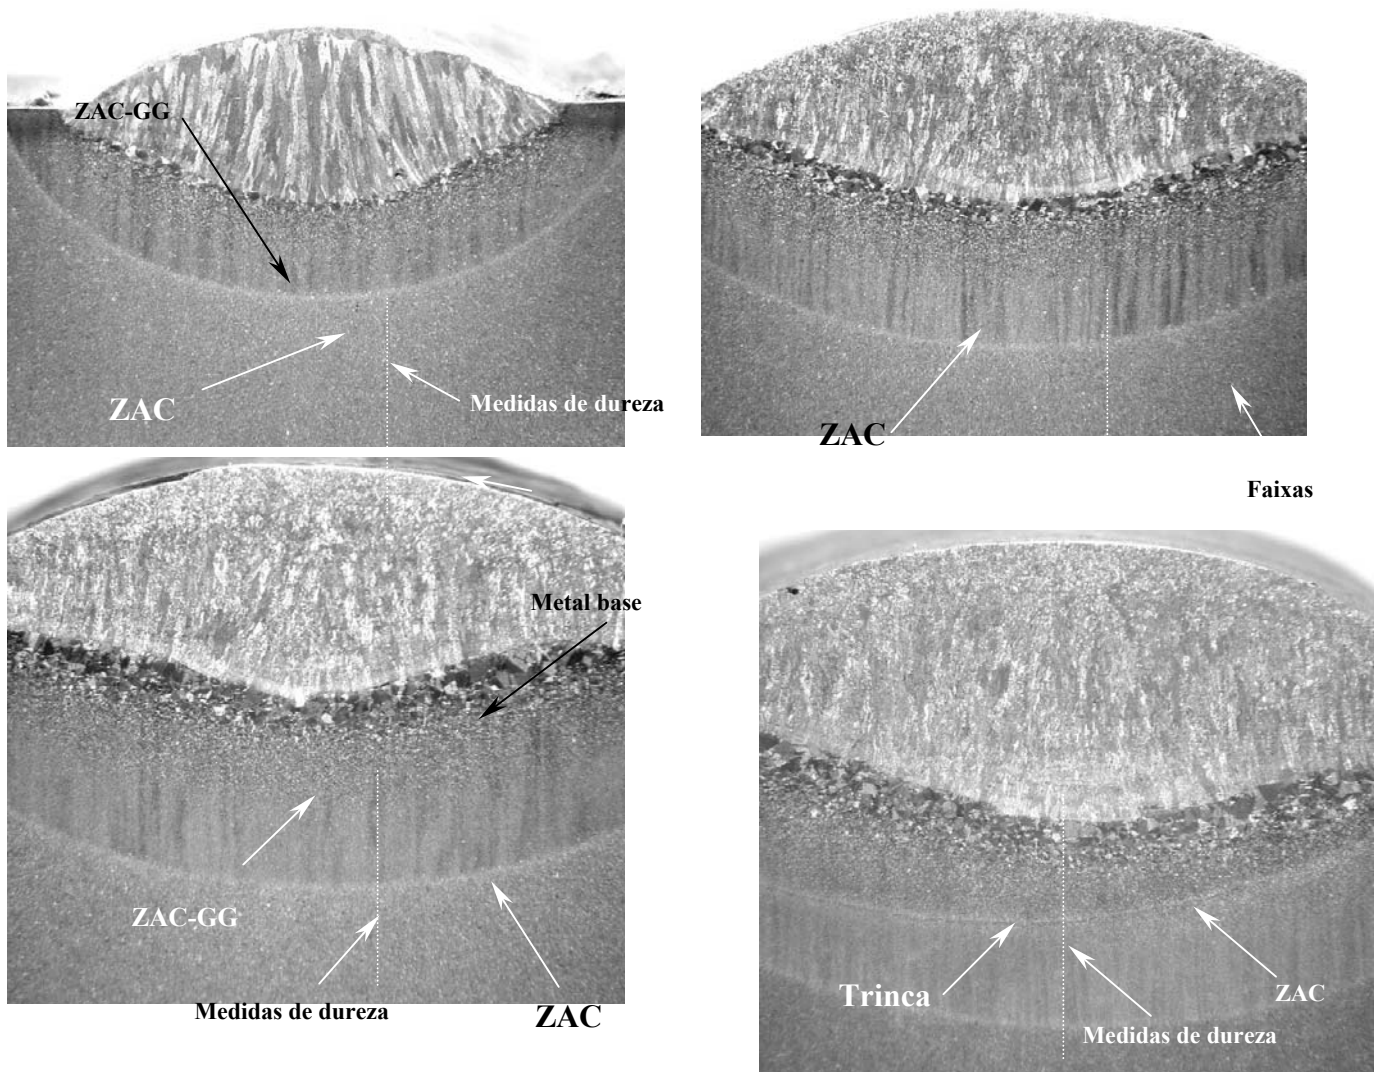 ZAC-GG
ZAC
Medidas de dureza
ZAC
Faixas
Metal base
ZAC-GG
Medidas de dureza
ZAC
Trinca
ZAC
Medidas de dureza